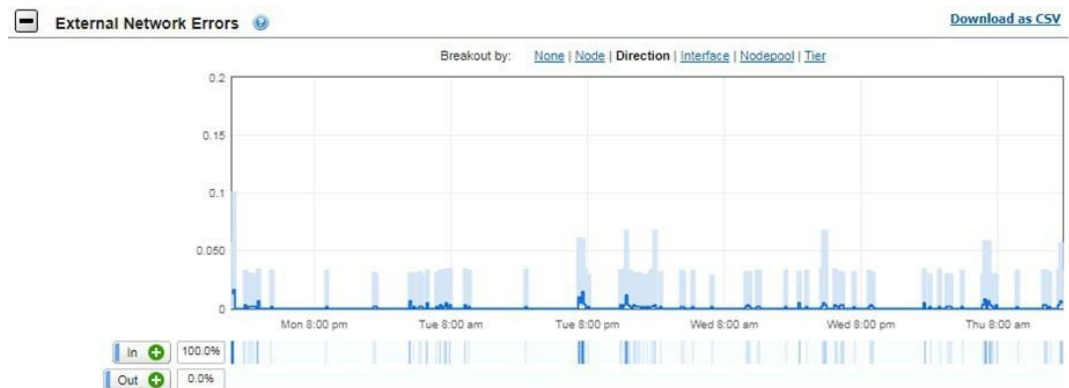 External Network Errors
Download as CSV
Breakout by: None | Node | Direction | Interface | Nodepool | Tier
0.2
0.15
0.1
0.050
0
Mon 8:00 pm Tue 8:00 am Tue 8:00 pm Wed 8:00 am Wed 8:00 pm Thu 8:00 am
In 100.0%
Out 0.0%